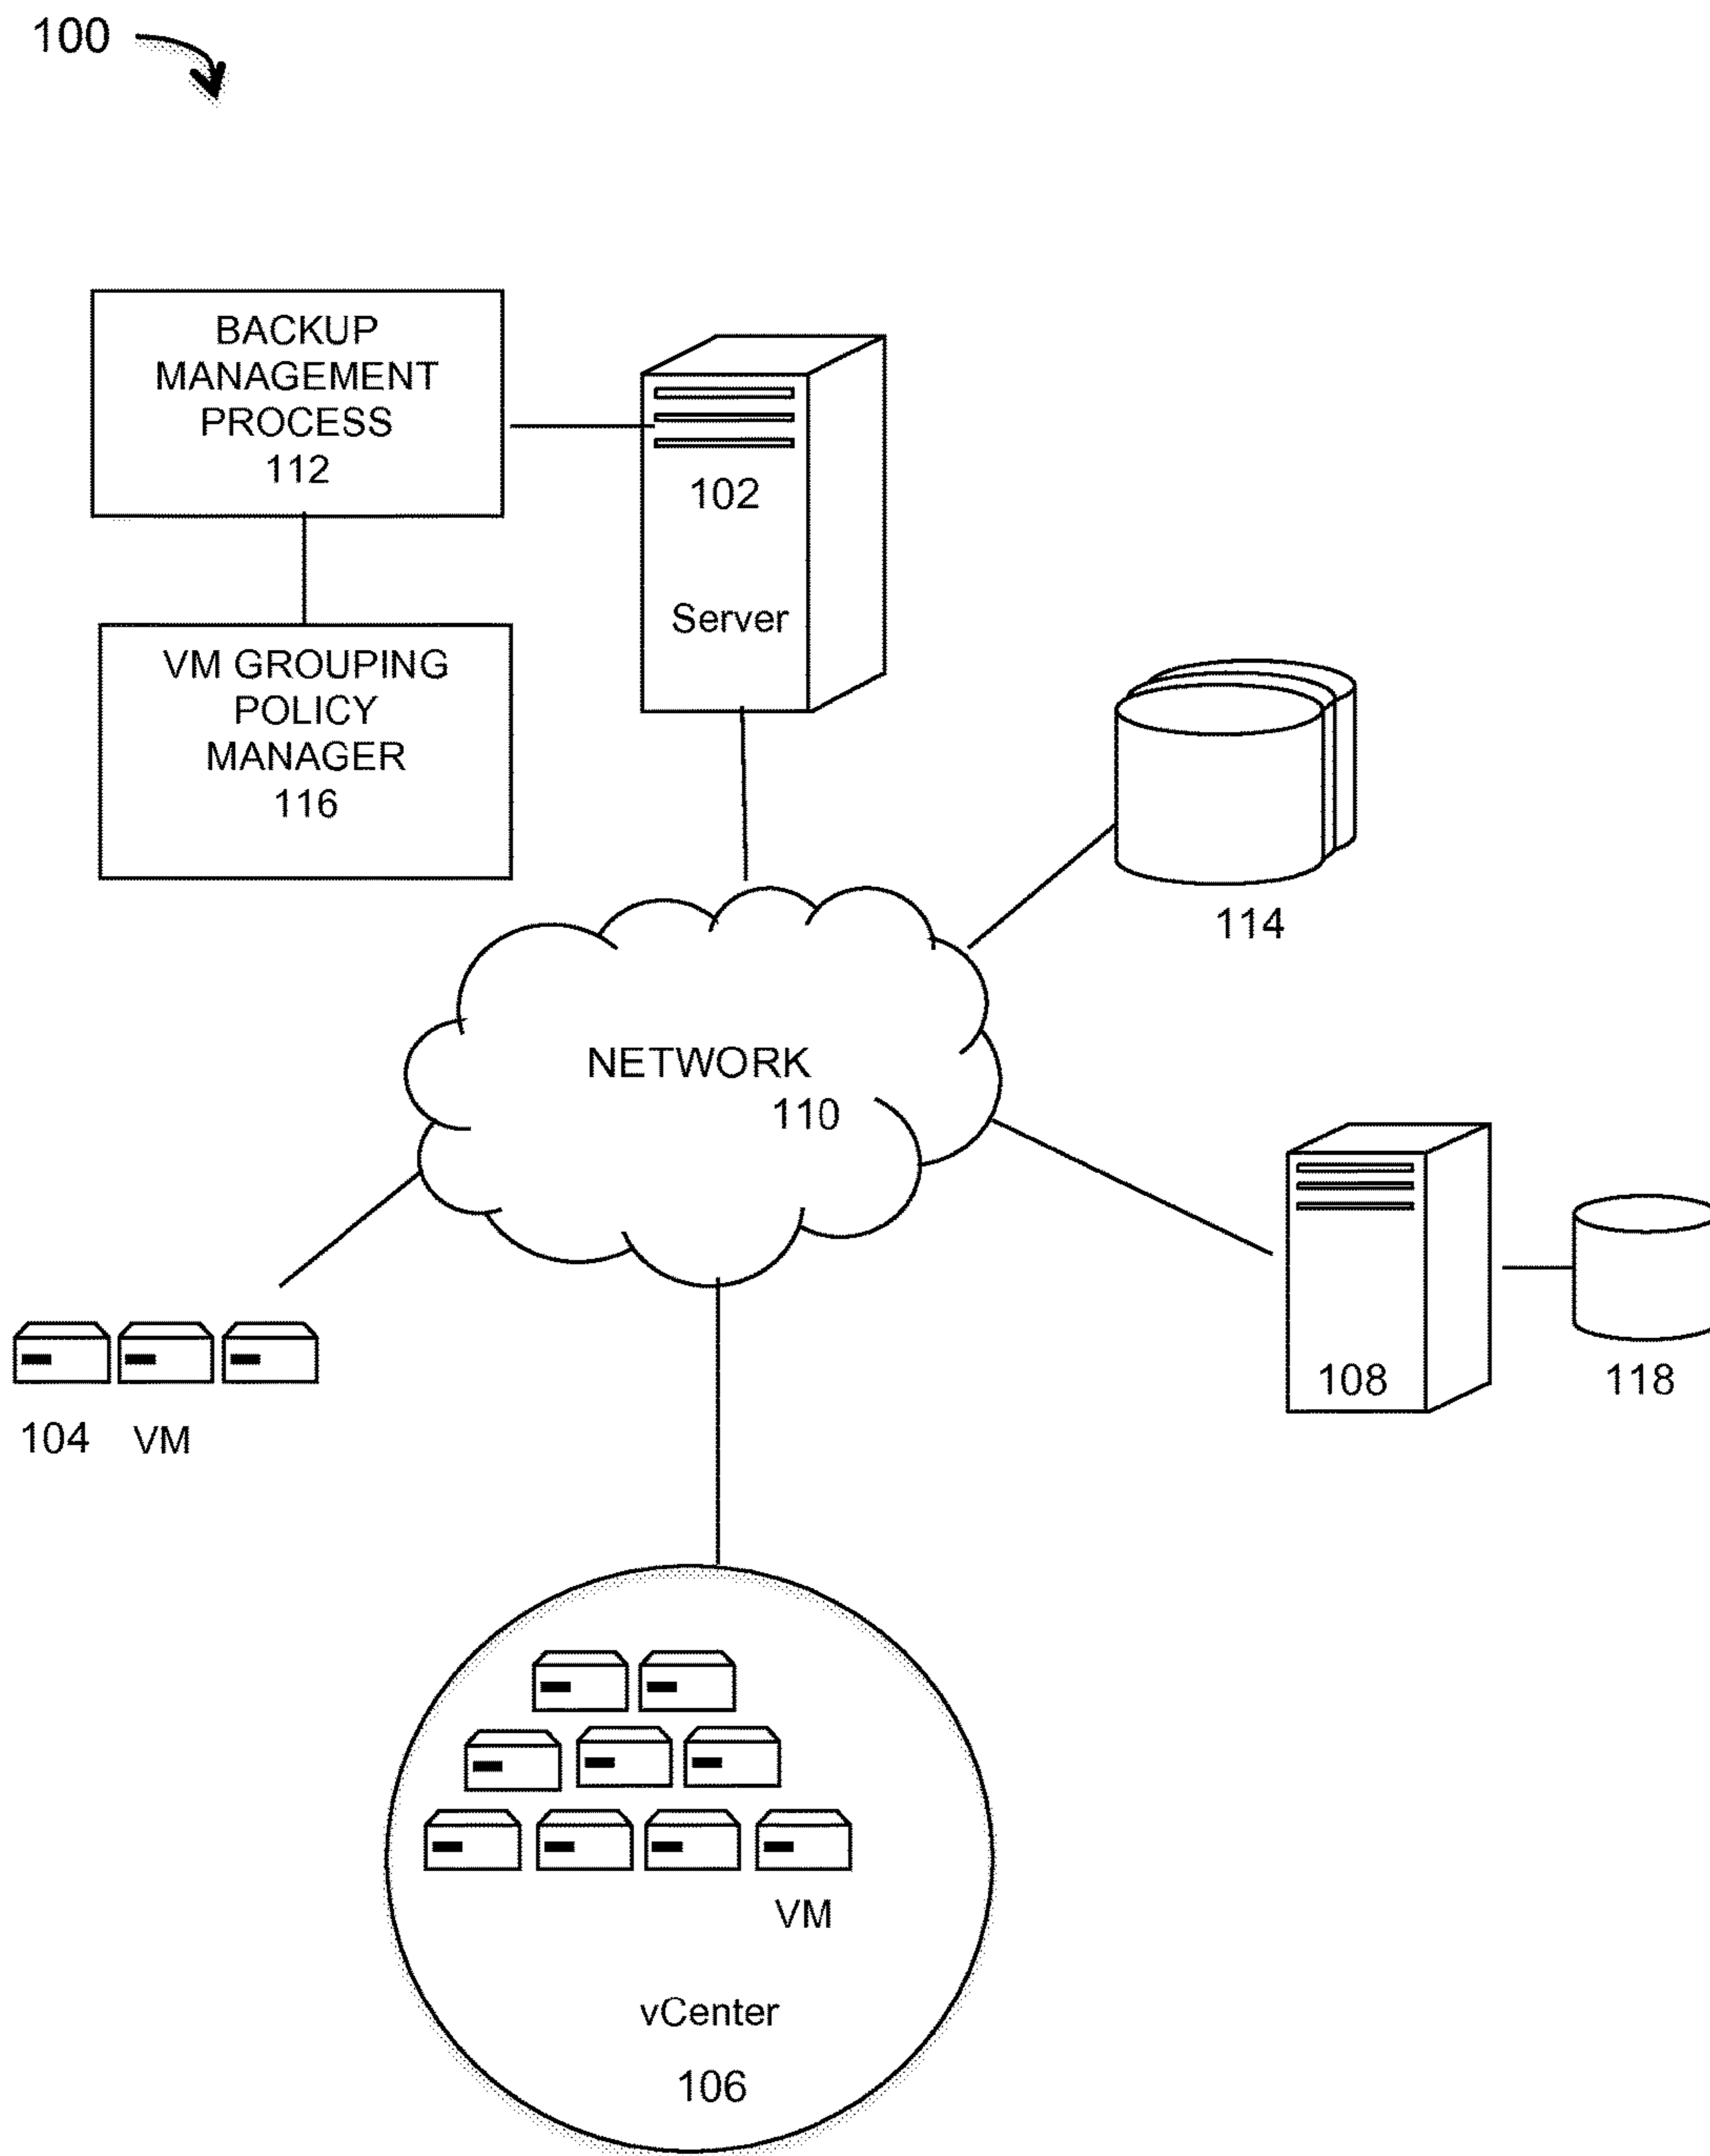 100
BACKUP
MANAGEMENT
PROCESS
112
102
Server
VM GROUPING
POLICY
MANAGER
116
114
NETWORK
110
108
118
104 VM
VM
vCenter
106